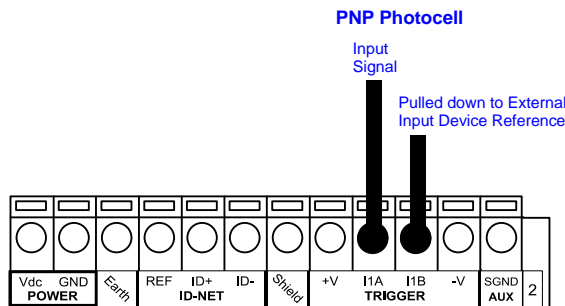 PNP Photocell
Input
Signal
Pulled down to External
Input Device Reference
Vdc GND Earth REF ID+ ID- Shield +V I1A I1B -V SGND 2
POWER ID-NET TRIGGER AUX